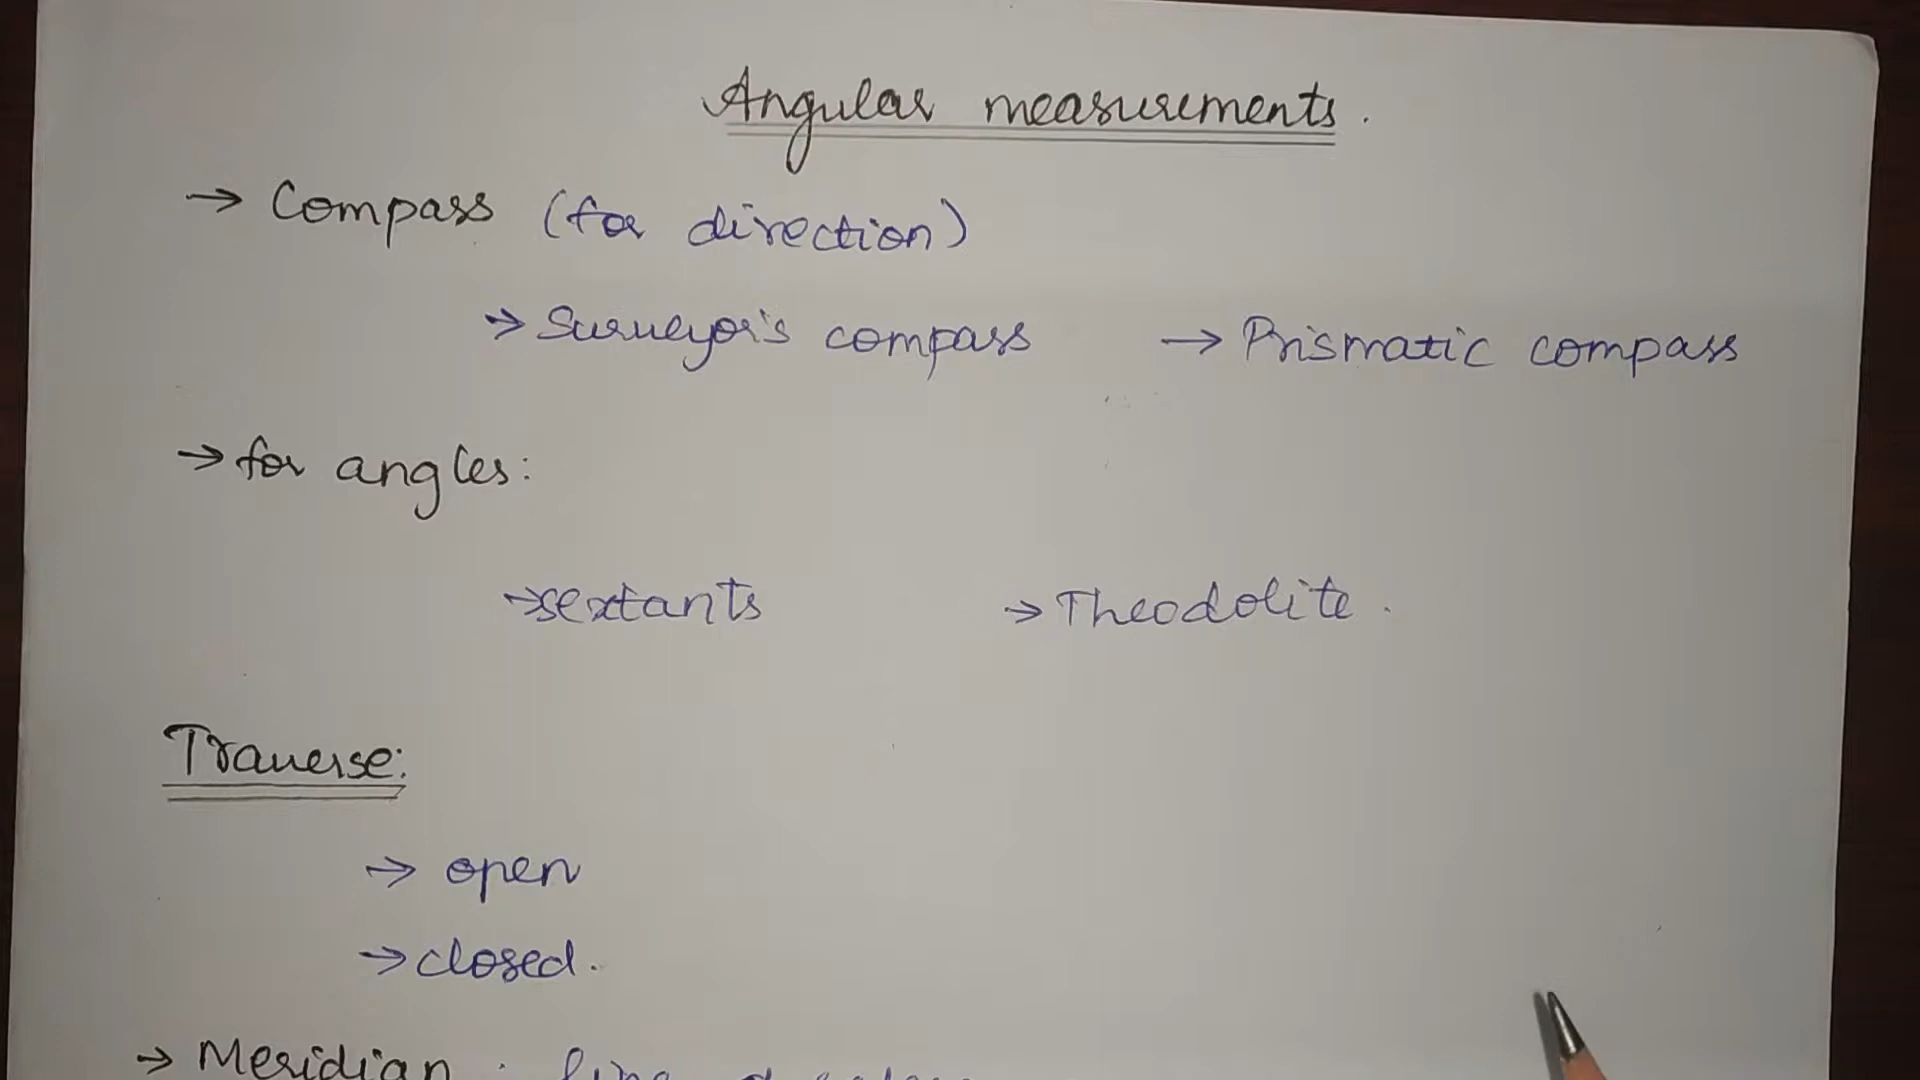 Angular measurements.
→ Compass (for direction)
→ Surveyor's compass → Prismatic compass
→ for angles:
→ sextants → Theodolite.
Traverse:
→ open
→ closed.
→ Meridian :